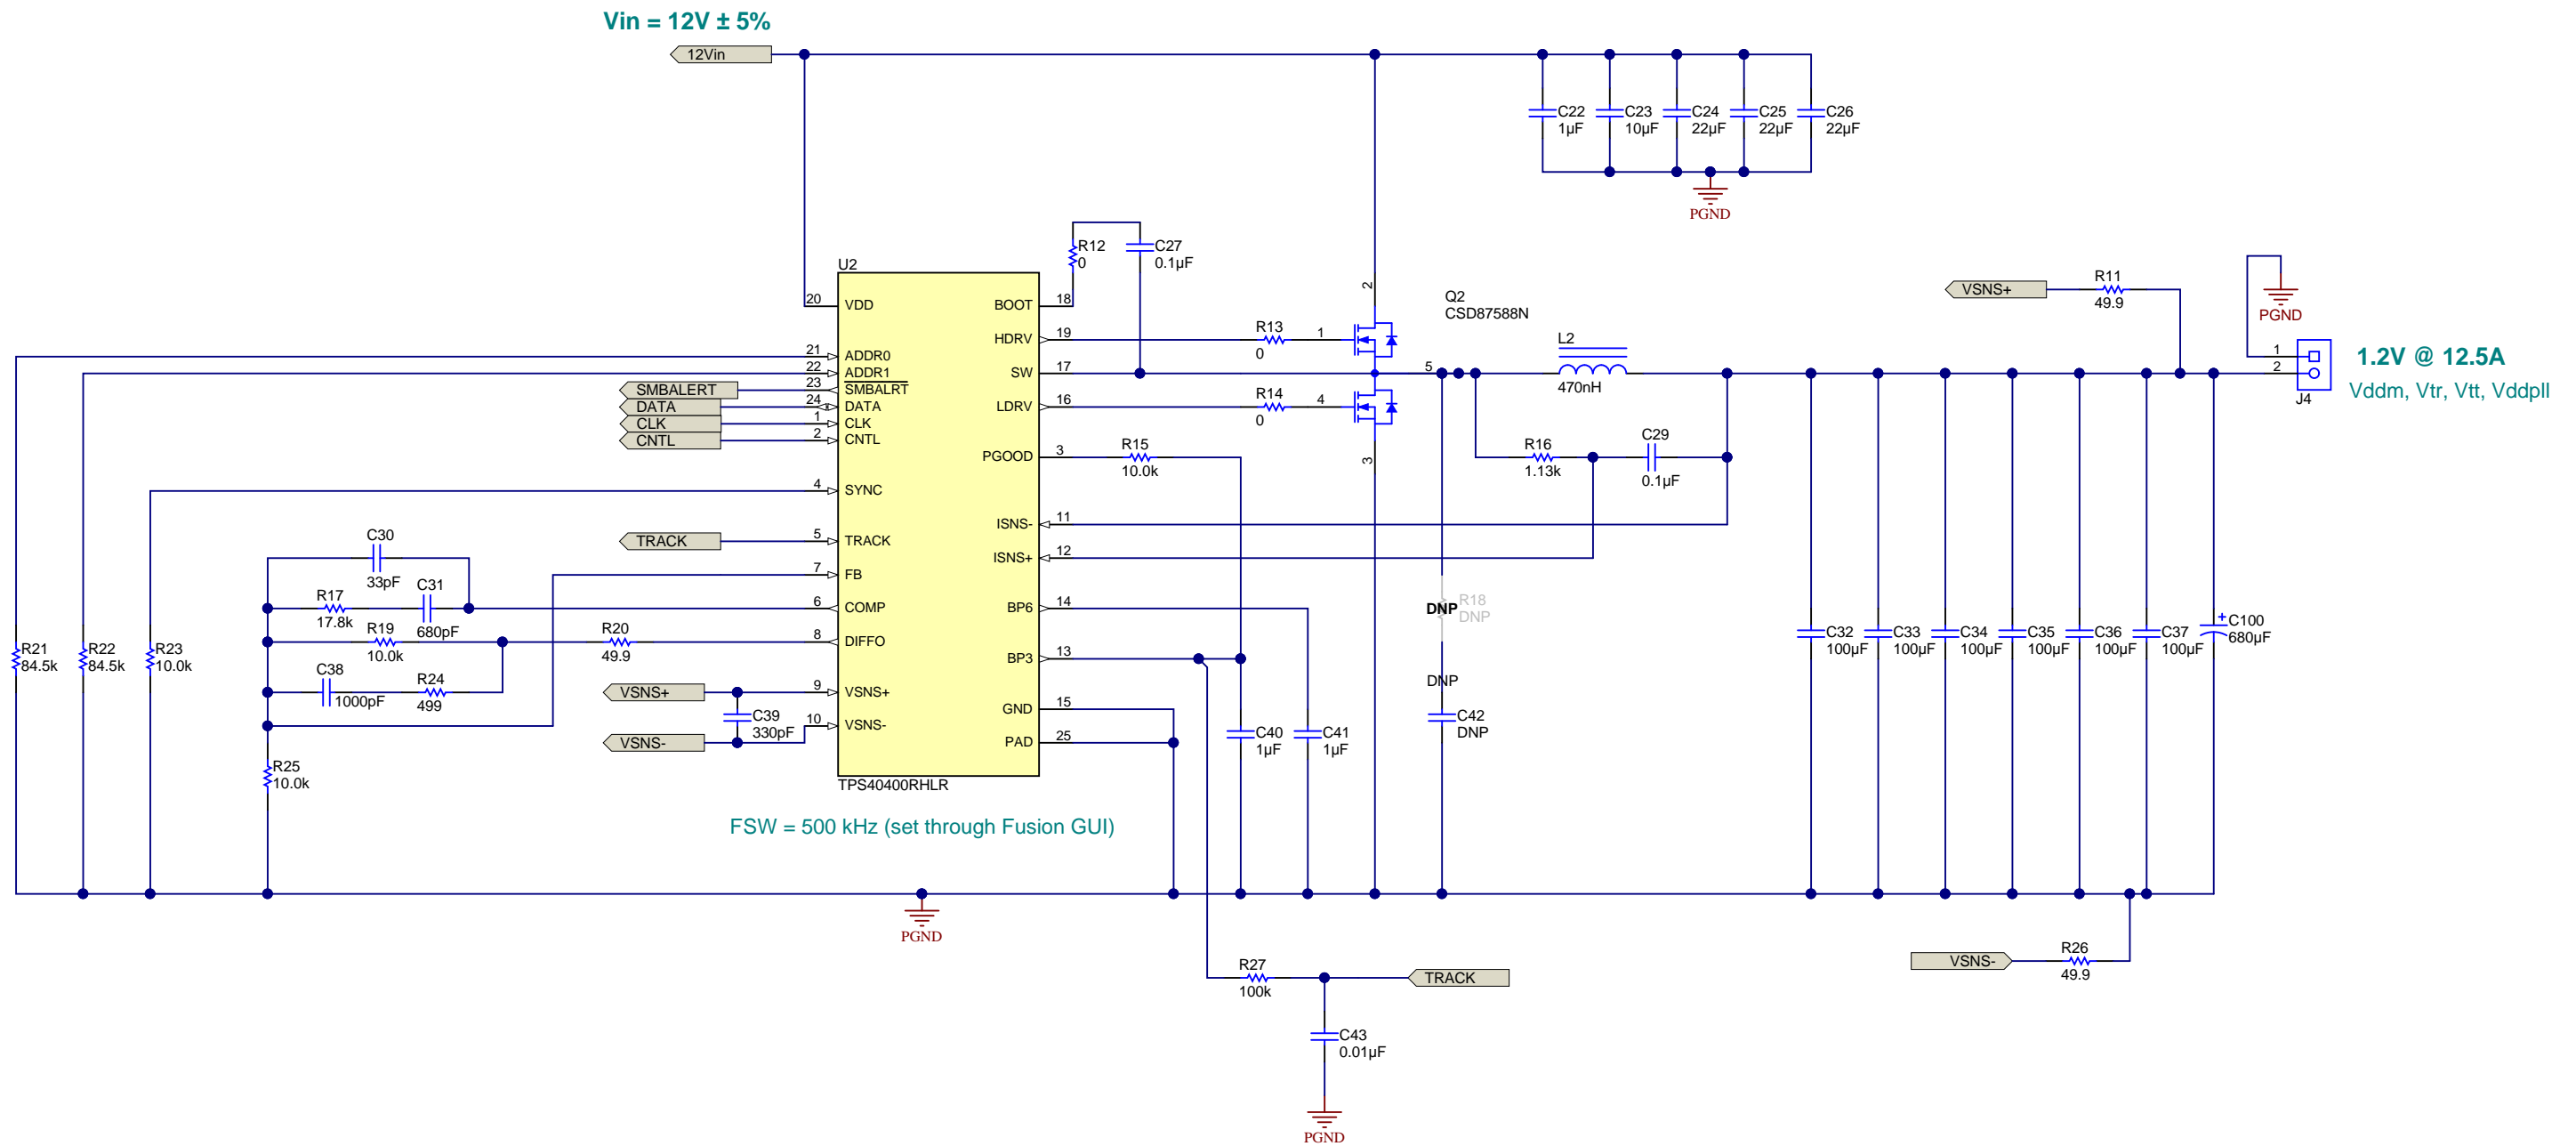 Vin = 12V ± 5%
12Vin
C22
1µF
C23
10µF
C24
22µF
C25
22µF
C26
22µF
PGND
R12
0
C27
0.1µF
U2
20
VDD
BOOT
18
HDRV
19
R13
0
1
2
Q2
CSD87588N
VSNS+
R11
49.9
PGND
21
ADDR0
22
ADDR1
SMBALERT
23
SMBALERT
DATA
24
DATA
CLK
1
CLK
CNTL
2
CNTL
SW
17
LDRV
16
R14
0
4
5
L2
470nH
1
2
J4
1.2V @ 12.5A
Vddm, Vtr, Vtt, Vddpll
PGOOD
3
R15
10.0k
3
R16
1.13k
C29
0.1µF
4
SYNC
ISNS-
11
TRACK
5
TRACK
ISNS+
12
C30
33pF
7
FB
R17
17.8k
C31
680pF
6
COMP
BP6
14
DNP
R18
DNP
R19
10.0k
R20
49.9
8
DIFFO
BP3
13
R21
84.5k
R22
84.5k
R23
10.0k
C32
100µF
C33
100µF
C34
100µF
C35
100µF
C36
100µF
C37
100µF
+
C100
680µF
C38
1000pF
R24
499
VSNS+
9
VSNS+
C39
330pF
VSNS-
10
VSNS-
GND
15
PAD
25
C40
1µF
C41
1µF
DNP
C42
DNP
R25
10.0k
TPS40400RHLR
FSW = 500 kHz (set through Fusion GUI)
PGND
R27
100k
TRACK
VSNS-
R26
49.9
C43
0.01µF
PGND